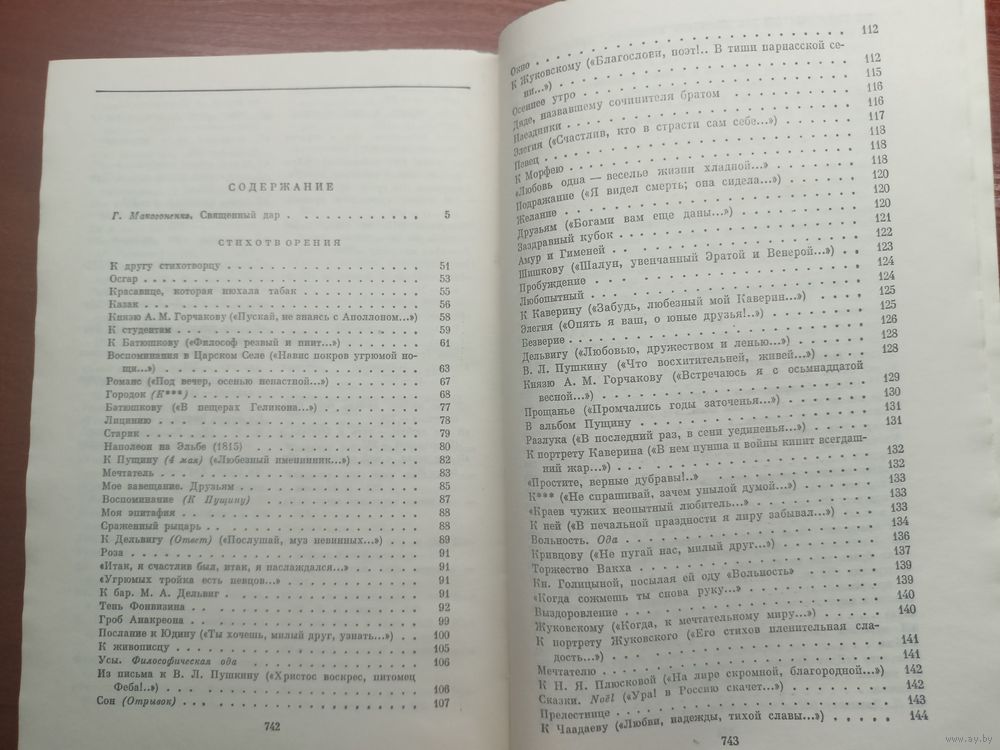 СОДЕРЖАНИЕ
Г. Макогоненко. Священный дар . . . . . . . . . . . . 5
СТИХОТВОРЕНИЯ
К другу стихотворцу . . . . . . . . . . . . 51
Осгар . . . . . . . . . . . . 53
Красавице, которая нюхала табак . . . . . . . . . 55
Казак . . . . . . . . . . . . 56
Князю А. М. Горчакову («Пускай, не знаясь с Аполлоном...») 58
К студентам . . . . . . . . . . . . 59
К Батюшкову («Философ резвый и пиит...») . . . . . . 61
Воспоминания в Царском Селе («Навис покров угрюмой но-
щи...») . . . . . . . . . . . . 63
Романс («Под вечер, осенью ненастной...») . . . . . . 67
Городок (К***) . . . . . . . . . . . . 68
Батюшкову («В пещерах Геликона...») . . . . . . . 77
Лицинию . . . . . . . . . . . . 78
Старик . . . . . . . . . . . . 79
Наполеон на Эльбе (1815) . . . . . . . . . . . 80
К Пущину (4 мая) («Любезный именинник...») . . . . . 82
Мечтатель . . . . . . . . . . . . 83
Мое завещание. Друзьям . . . . . . . . . . . . 85
Воспоминание (К Пущину) . . . . . . . . . . . 87
Моя эпитафия . . . . . . . . . . . . 88
Сраженный рыцарь . . . . . . . . . . . . 88
К Дельвигу (Ответ) («Послушай, муз невинных...») . . . 89
Роза . . . . . . . . . . . . 91
«Итак, я счастлив был, итак, я наслаждался...» . . . . . 91
«Угрюмых тройка есть певцов...» . . . . . . . . . 91
К бар. М. А. Дельвиг . . . . . . . . . . . . 91
Тень Фонвизина . . . . . . . . . . . . 92
Гроб Анакреона . . . . . . . . . . . . 99
Послание к Юдину («Ты хочешь, милый друг, узнать...») . . 100
К живописцу . . . . . . . . . . . . 105
Усы. Философическая ода . . . . . . . . . . . 106
Из письма к В. Л. Пушкину («Христос воскрес, питомец
Феба!..») . . . . . . . . . . . . 106
Сон (Отрывок) . . . . . . . . . . . . 107
742
Окно . . . . . . . . . . . . 112
К Жуковскому («Благослови, поэт!.. В тиши парнасской се-
ни...») . . . . . . . . . . . . 112
Осеннее утро . . . . . . . . . . . . 115
Дяде, назвавшему сочинителя братом . . . . . . . 116
Наездники . . . . . . . . . . . . 116
Элегия («Счастлив, кто в страсти сам себе...») . . . . 117
Певец . . . . . . . . . . . . 118
К Морфею . . . . . . . . . . . . 118
«Любовь одна — веселье жизни хладной...» . . . . . 118
Подражание («Я видел смерть; она сидела...») . . . . 120
Желание . . . . . . . . . . . . 120
Друзьям («Богами вам еще даны...») . . . . . . . 120
Заздравный кубок . . . . . . . . . . . . 121
Амур и Гименей . . . . . . . . . . . . 122
Шишкову («Шалун, увенчанный Эратой и Венерой...») . . 123
Пробуждение . . . . . . . . . . . . 124
Любопытный . . . . . . . . . . . . 124
К Каверину («Забудь, любезный мой Каверин...») . . . 125
Элегия («Опять я ваш, о юные друзья!..») . . . . . 125
Безверие . . . . . . . . . . . . 126
Дельвигу («Любовью, дружеством и ленью...») . . . . 128
В. Л. Пушкину («Что восхитительней, живей...») . . . 128
Князю А. М. Горчакову («Встречаюсь я с осьмнадцатой
весной...») . . . . . . . . . . . . 129
Прощанье («Промчались годы заточенья...») . . . . . 130
В альбом Пущину . . . . . . . . . . . . 131
Разлука («В последний раз, в сени уединенья...») . . . 131
К портрету Каверина («В нем пунша и войны кипит всегдаш-
ний жар...») . . . . . . . . . . . . 132
«Простите, верные дубравы!..» . . . . . . . . . 132
К*** («Не спрашивай, зачем унылой думой...») . . . . 133
«Краев чужих неопытный любитель...» . . . . . . . 133
К ней («В печальной праздности я лиру забывал...») . . 133
Вольность. Ода . . . . . . . . . . . . 134
Кривцову («Не пугай нас, милый друг...») . . . . . 136
Торжество Вакха . . . . . . . . . . . . 137
Кн. Голицыной, посылая ей оду «Вольность» . . . . . 139
«Когда сожмешь ты снова руку...» . . . . . . . . 139
Выздоровление . . . . . . . . . . . . 140
Жуковскому («Когда, к мечтательному миру...») . . . . 140
К портрету Жуковского («Его стихов пленительная сла-
дость...») . . . . . . . . . . . . 141
Мечтателю . . . . . . . . . . . . 141
К Н. Я. Плюсковой («На лире скромной, благородной...») . 142
Сказки. Noël («Ура! в Россию скачет...») . . . . . 142
Прелестнице . . . . . . . . . . . . 143
К Чаадаеву («Любви, надежды, тихой славы...») . . . . 144
743
www.ay.by